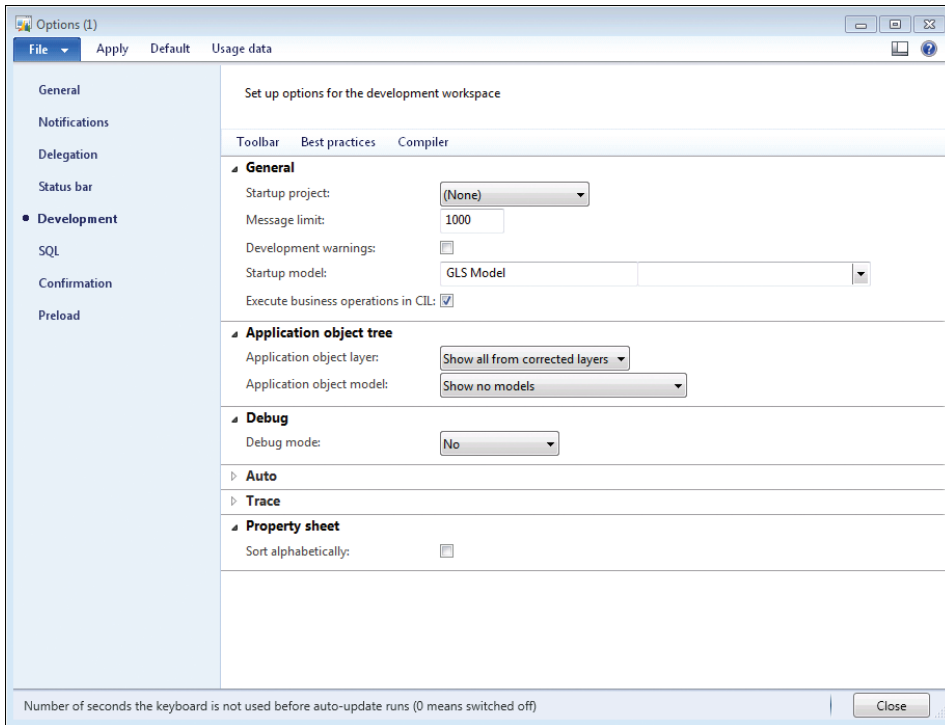 Options (1)
File Apply Default Usage data
General
Notifications
Delegation
Status bar
Development
SQL
Confirmation
Preload
Set up options for the development workspace
Toolbar Best practices Compiler
General
Startup project: (None)
Message limit: 1000
Development warnings:
Startup model: GLS Model
Execute business operations in CIL:
Application object tree
Application object layer: Show all from corrected layers
Application object model: Show no models
Debug
Debug mode: No
Auto
Trace
Property sheet
Sort alphabetically:
Number of seconds the keyboard is not used before auto-update runs (0 means switched off) Close